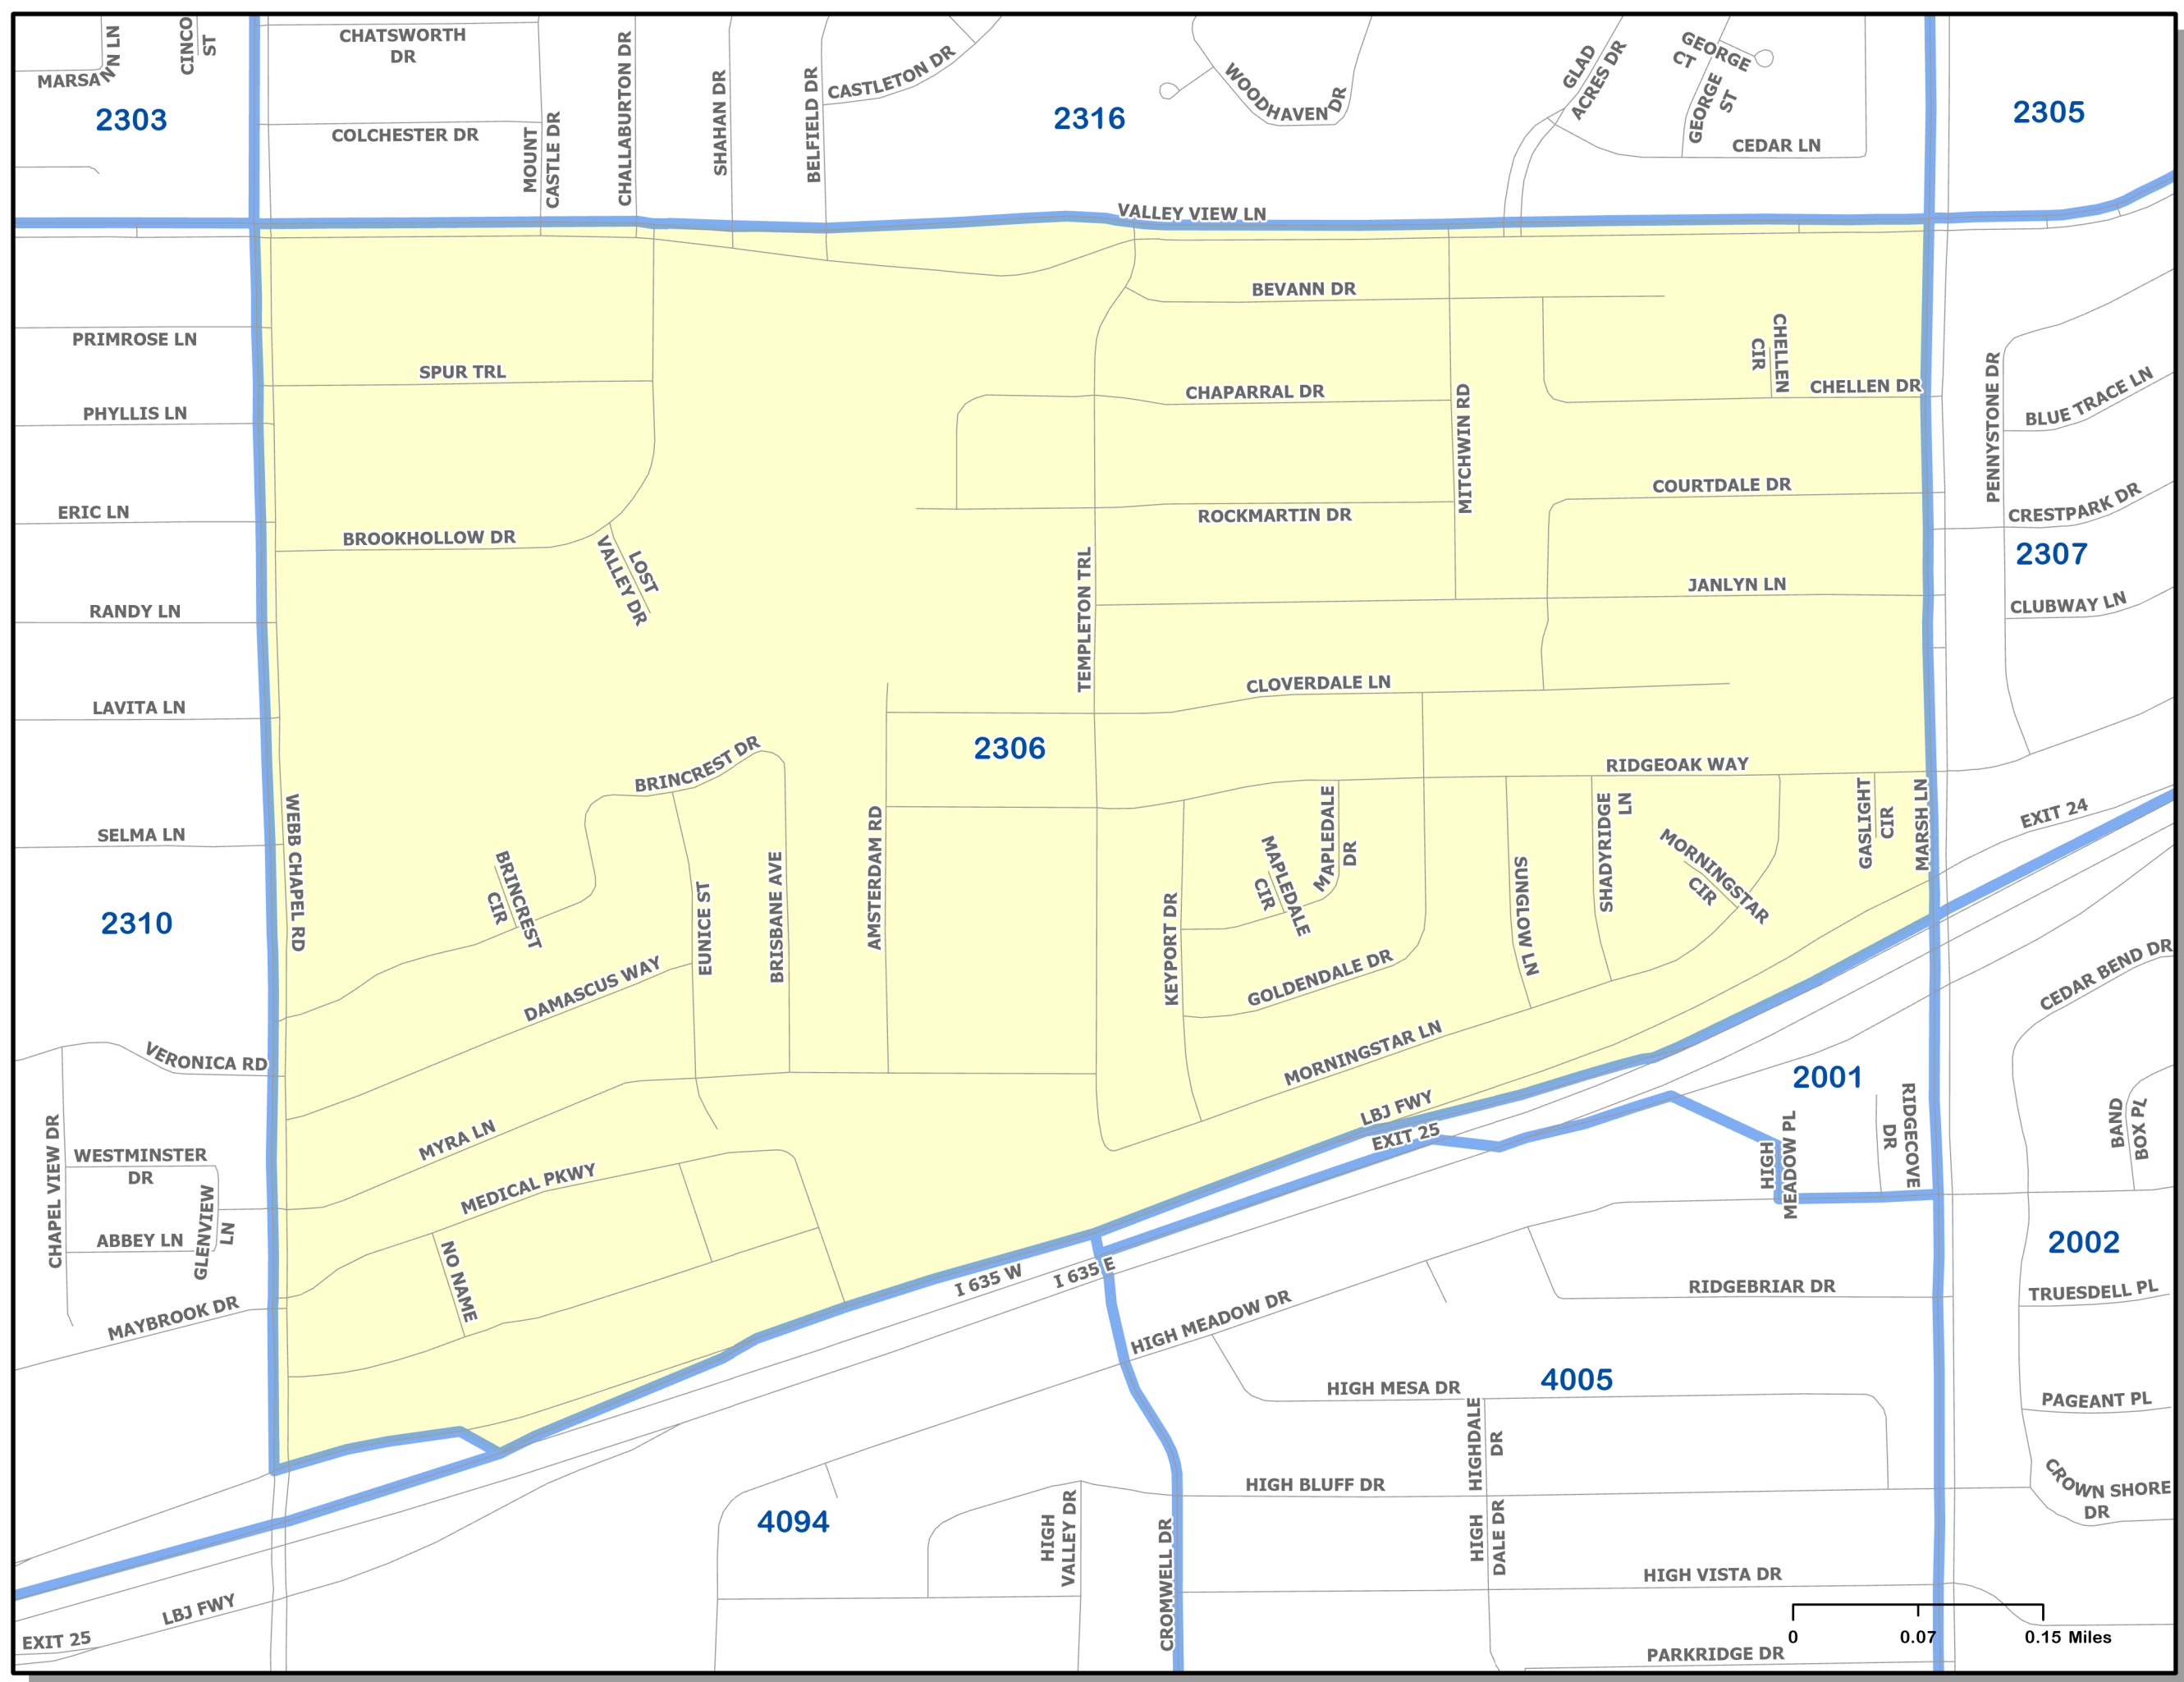 CHATSWORTH
DR
MARSA
NN LN
CINCO
ST
2303
COLCHESTER DR
MOUNT
CASTLE DR
CHALLABURTON DR
SHAHAN DR
BELFIELD DR
CASTLETON DR
2316
WOODHAVEN DR
GLAD
ACRES DR
GEORGE
CT
GEORGE
ST
CEDAR LN
2305
VALLEY VIEW LN
PRIMROSE LN
BEVANN DR
SPUR TRL
CHAPARRAL DR
MITCHWIN RD
CHELLEN
CIR
CHELLEN DR
PENNYSTONE DR
BLUE TRACE LN
PHYLLIS LN
ERIC LN
BROOKHOLLOW DR
LOST
VALLEY DR
ROCKMARTIN DR
COURTDALE DR
CRESTPARK DR
2307
RANDY LN
TEMPLETON TRL
JANLYN LN
CLUBWAY LN
LAVITA LN
CLOVERDALE LN
2306
BRINCREST DR
RIDGEOAK WAY
SELMA LN
WEBB CHAPEL RD
BRINCREST
CIR
EUNICE ST
BRISBANE AVE
AMSTERDAM RD
KEYPORT DR
MAPLEDALE
CIR
MAPLEDALE
DR
SUNGLOW LN
SHADYRIDGE
LN
MORNINGSTAR
CIR
GASLIGHT
CIR
MARSH LN
EXIT 24
2310
DAMASCUS WAY
GOLDENDALE DR
CEDAR BEND DR
VERONICA RD
MORNINGSTAR LN
2001
LBJ FWY
EXIT 25
HIGH
MEADOW PL
RIDGECOVE
DR
BAND
BOX PL
CHAPEL VIEW DR
WESTMINSTER
DR
GLENVIEW
LN
ABBEY LN
MYRA LN
MEDICAL PKWY
NO NAME
MAYBROOK DR
I 635 W
I 635 E
HIGH MEADOW DR
2002
RIDGEBRIAR DR
TRUESDELL PL
HIGH MESA DR
4005
PAGEANT PL
HIGHDALE
DR
HIGH BLUFF DR
CROWN SHORE
DR
4094
HIGH
VALLEY DR
CROMWELL DR
HIGH
DALE DR
HIGH VISTA DR
LBJ FWY
EXIT 25
0 0.07 0.15 Miles
PARKRIDGE DR